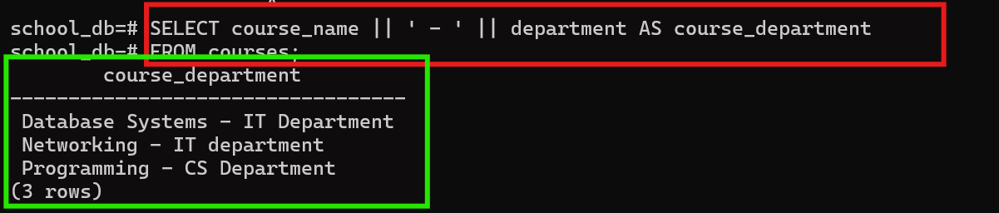 school_db=# SELECT course_name || ' - ' || department AS course_department
school_db-# FROM courses;
course_department
----------------------------------
Database Systems - IT Department
Networking - IT department
Programming - CS Department
(3 rows)